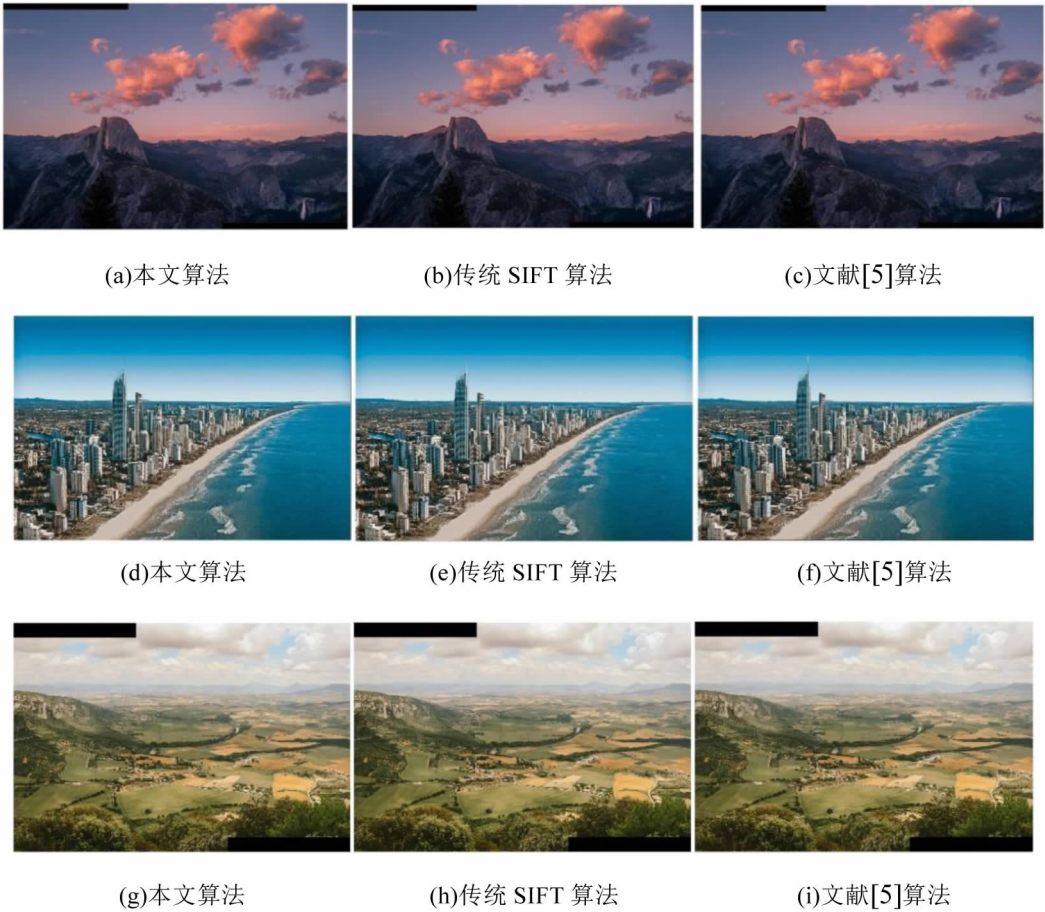 (a)本文算法
(b)传统 SIFT 算法
(c)文献[5]算法
(d)本文算法
(e)传统 SIFT 算法
(f)文献[5]算法
(g)本文算法
(h)传统 SIFT 算法
(i)文献[5]算法